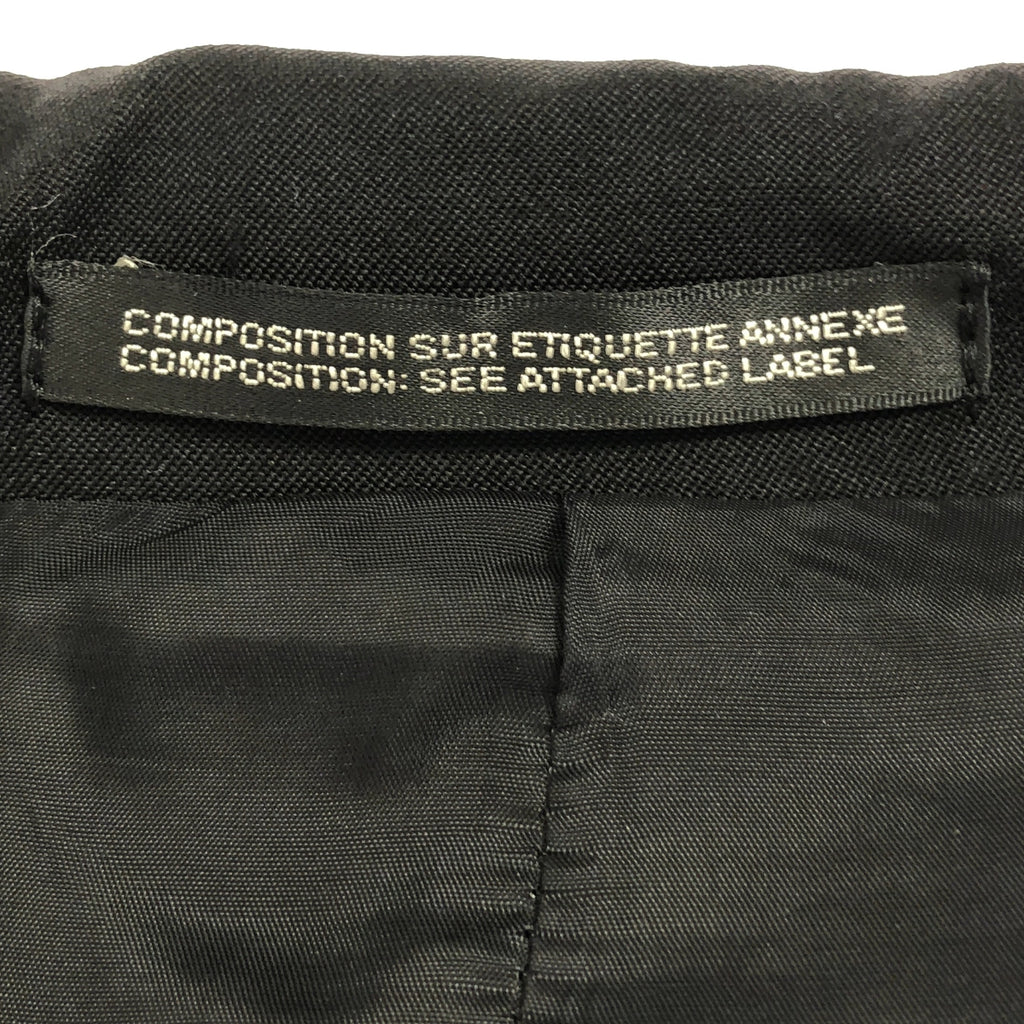 COMPOSITION SUR ETIQUETTE ANNEXE
COMPOSITION: SEE ATTACHED LABEL